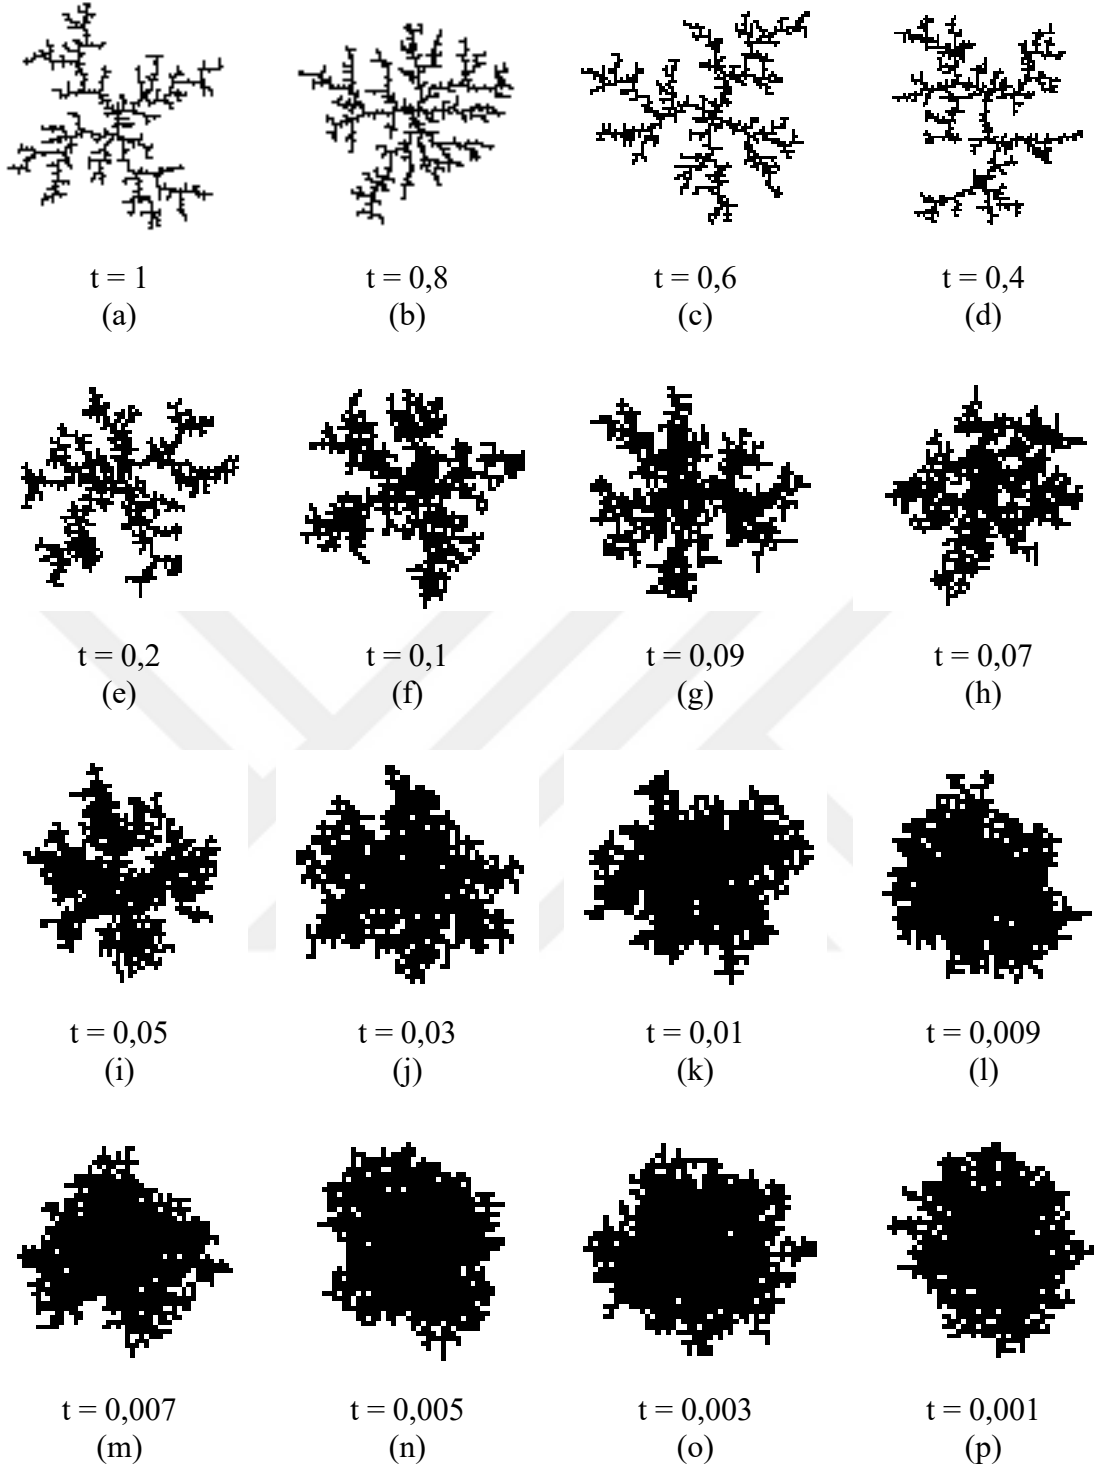 t = 1 t = 0,8 t = 0,6 t = 0,4
(a) (b) (c) (d)
t = 0,2 t = 0,1 t = 0,09 t = 0,07
(e) (f) (g) (h)
t = 0,05 t = 0,03 t = 0,01 t = 0,009
(i) (j) (k) (l)
t = 0,007 t = 0,005 t = 0,003 t = 0,001
(m) (n) (o) (p)